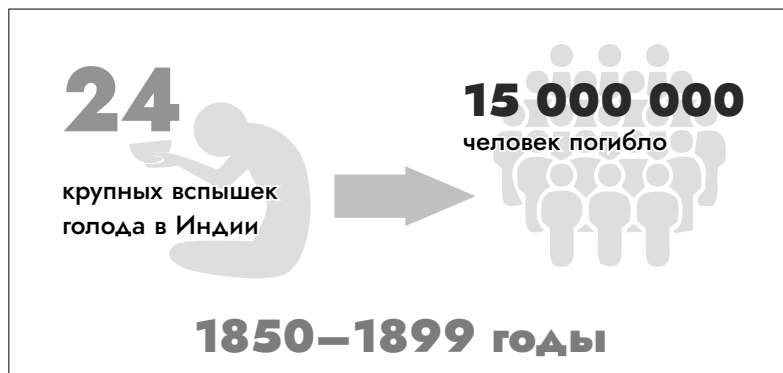 24
крупных вспышек
голода в Индии
15 000 000
человек погибло
1850–1899 годы